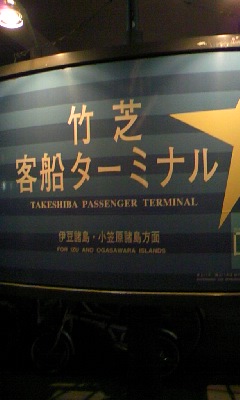 竹芝
客船ターミナル
TAKESHIBA PASSENGER TERMINAL
伊豆諸島・小笠原諸島方面
FOR IZU AND OGASAWARA ISLANDS